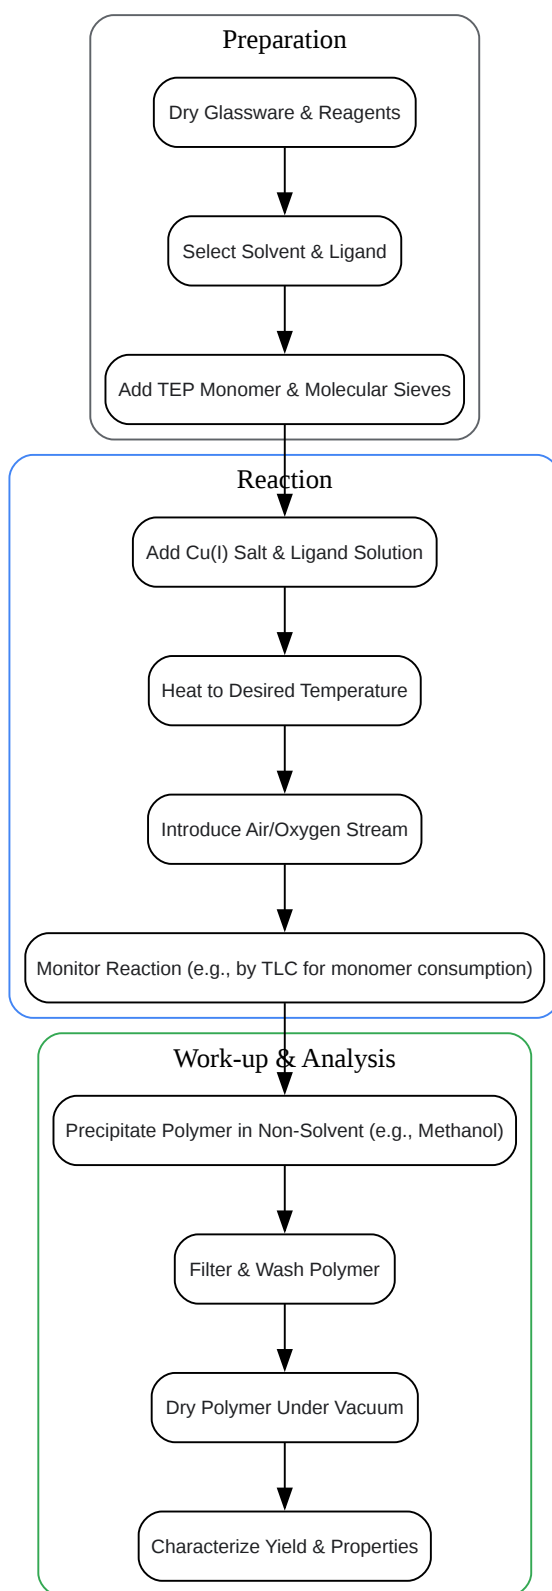 Preparation
Dry Glassware & Reagents
Select Solvent & Ligand
Add TEP Monomer & Molecular Sieves
Reaction
Add Cu(I) Salt & Ligand Solution
Heat to Desired Temperature
Introduce Air/Oxygen Stream
Monitor Reaction (e.g., by TLC for monomer consumption)
Work-up & Analysis
Precipitate Polymer in Non-Solvent (e.g., Methanol)
Filter & Wash Polymer
Dry Polymer Under Vacuum
Characterize Yield & Properties